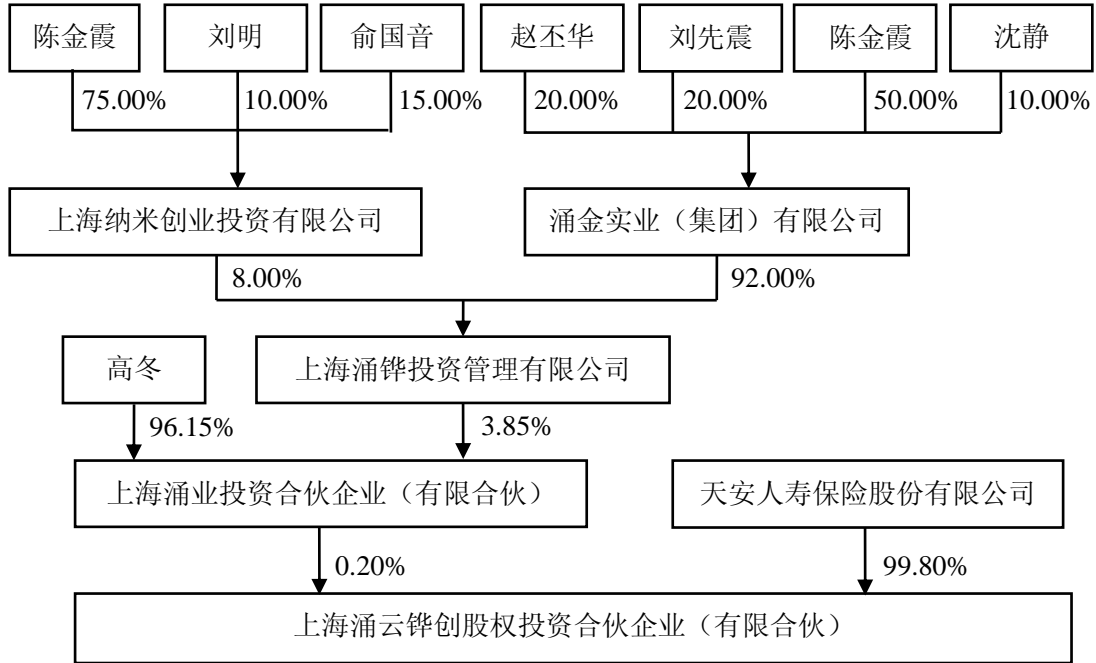 陈金霞
刘明
俞国音
赵丕华
刘先震
陈金霞
沈静
75.00%
10.00%
15.00%
20.00%
20.00%
50.00%
10.00%
上海纳米创业投资有限公司
涌金实业（集团）有限公司
8.00%
92.00%
高冬
上海涌铧投资管理有限公司
96.15%
3.85%
上海涌业投资合伙企业（有限合伙）
天安人寿保险股份有限公司
0.20%
99.80%
上海涌云铧创股权投资合伙企业（有限合伙）